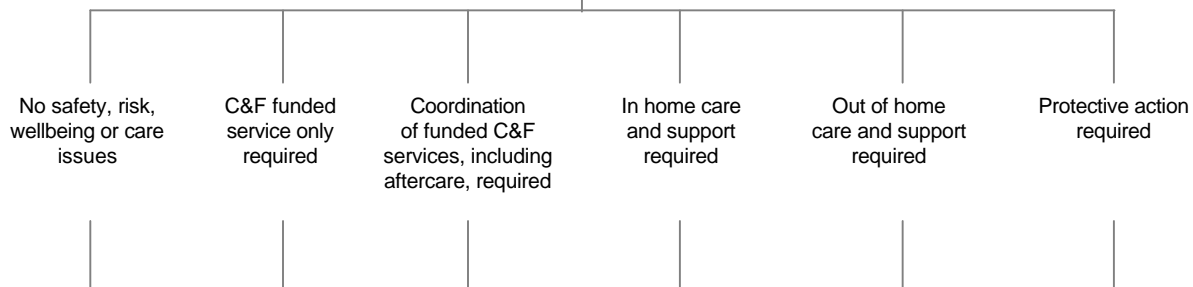 No safety, risk,
wellbeing or care
issues
C&F funded
service only
required
Coordination
of funded C&F
services, including
aftercare, required
In home care
and support
required
Out of home
care and support
required
Protective action
required